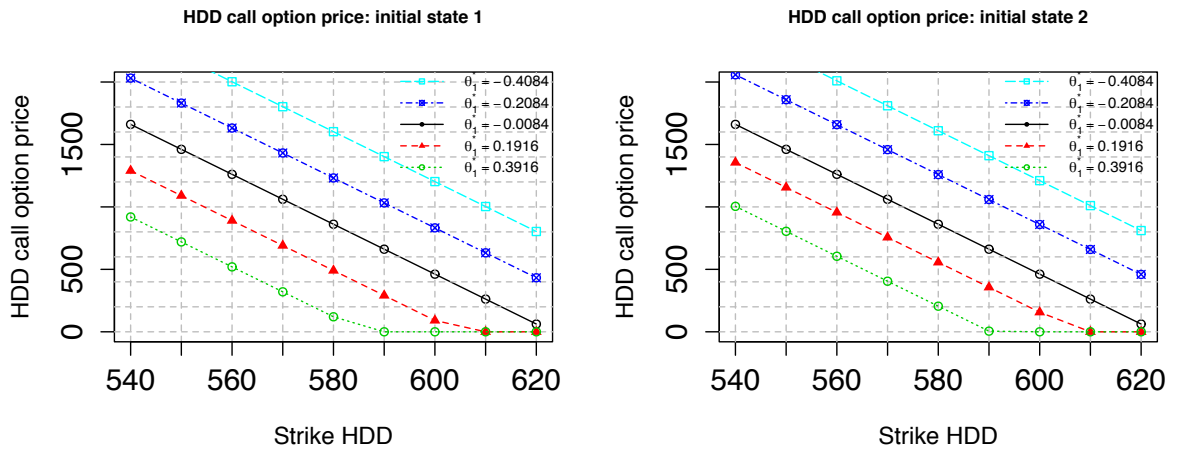 HDD call option price: initial state 1
HDD call option price
1500
500
0
θ₁* = −0.4084
θ₁* = −0.2084
θ₁* = −0.0084
θ₁* = 0.1916
θ₁* = 0.3916
540 560 580 600 620
Strike HDD
HDD call option price: initial state 2
HDD call option price
1500
500
0
θ₁* = −0.4084
θ₁* = −0.2084
θ₁* = −0.0084
θ₁* = 0.1916
θ₁* = 0.3916
540 560 580 600 620
Strike HDD